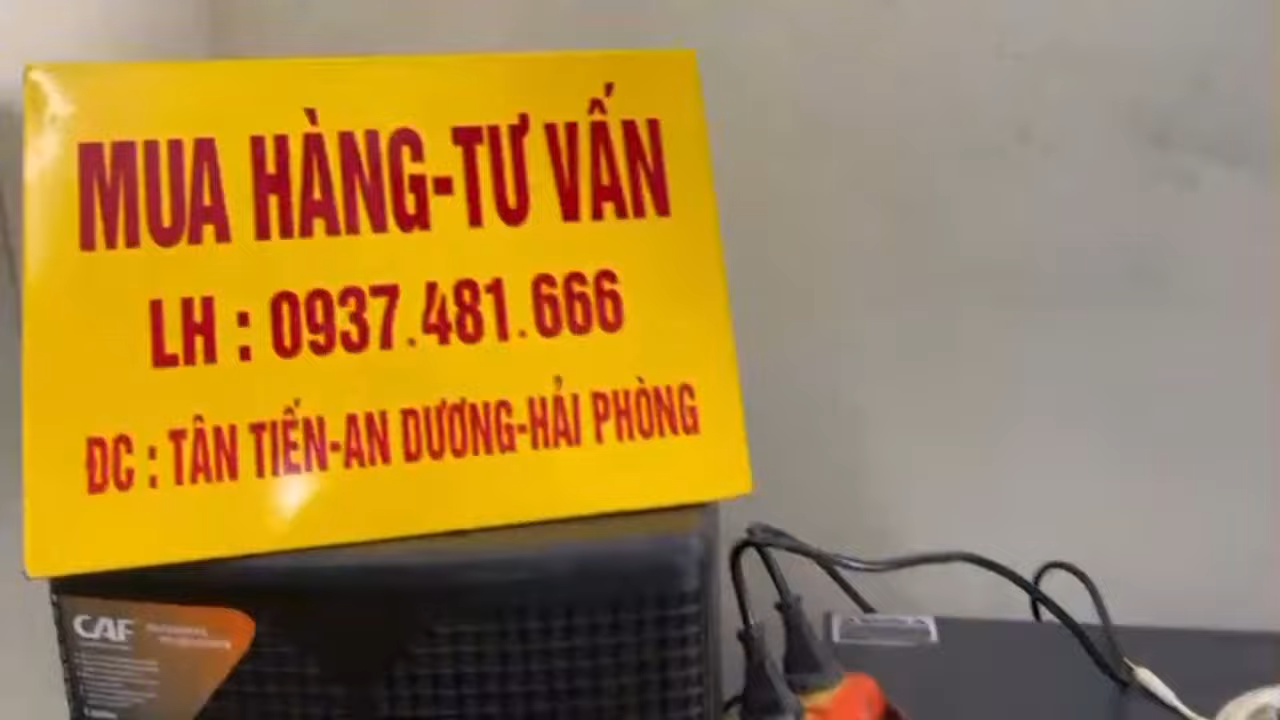 MUA HÀNG-TƯ VẤN
LH : 0937.481.666
ĐC : TÂN TIẾN-AN DƯƠNG-HẢI PHÒNG
CAF